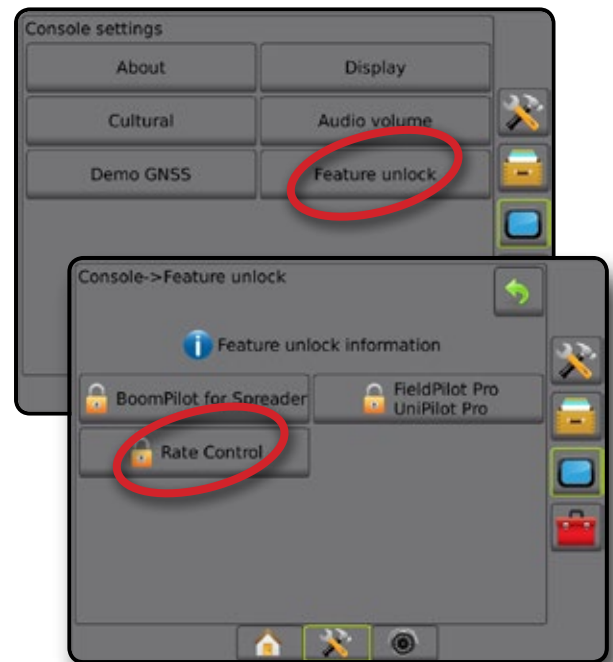 Console settings
About
Display
Cultural
Audio volume
Demo GNSS
Feature unlock
Console->Feature unlock
Feature unlock information
BoomPilot for Spreader
FieldPilot Pro
UniPilot Pro
Rate Control